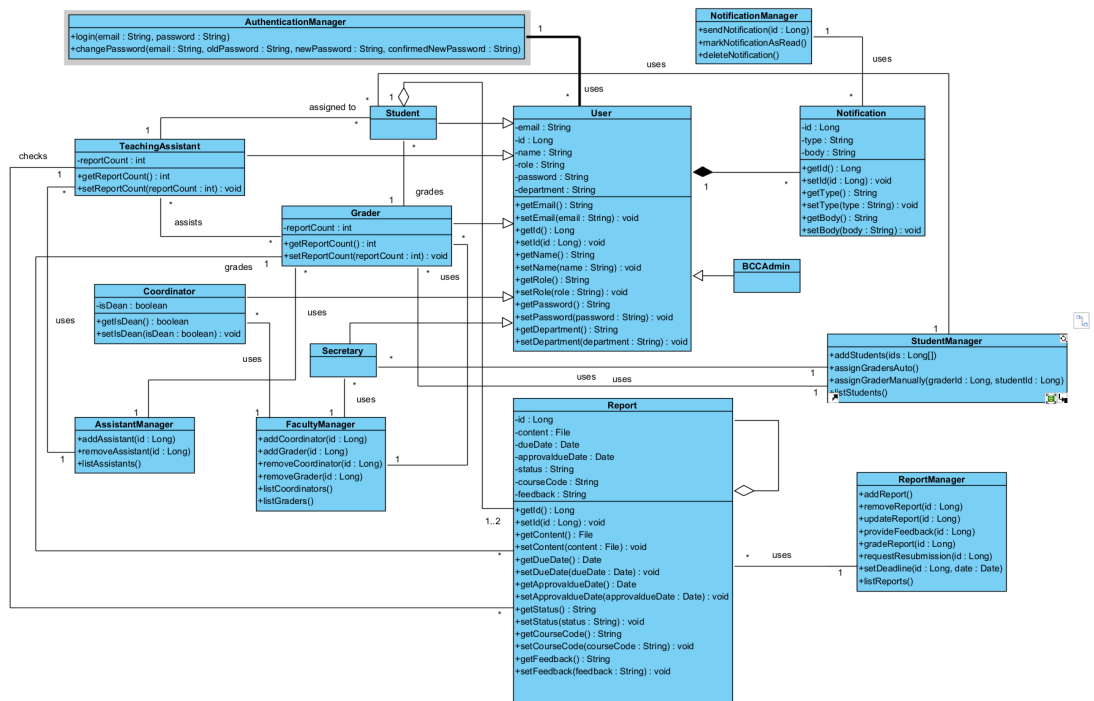 AuthenticationManager
+login(email : String, password : String)
+changePassword(email : String, oldPassword : String, newPassword : String, confirmedNewPassword : String)
1
uses
*
NotificationManager
+sendNotification(id : Long)
+markNotificationAsRead()
+deleteNotification()
1
uses
*
uses
Student
*
1
assigned to
*
1
*
User
-email : String
-id : Long
-name : String
-role : String
-password : String
-department : String
+getEmail() : String
+setEmail(email : String) : void
+getId() : Long
+setId(id : Long) : void
+getName() : String
+setName(name : String) : void
+getRole() : String
+setRole(role : String) : void
+getPassword() : String
+setPassword(password : String) : void
+getDepartment() : String
+setDepartment(department : String) : void
1
*
Notification
-id : Long
-type : String
-body : String
+getId() : Long
+setId(id : Long) : void
+getType() : String
+setType(type : String) : void
+getBody() : String
+setBody(body : String) : void
TeachingAssistant
-reportCount : int
+getReportCount() : int
+setReportCount(reportCount : int) : void
checks
1
*
*
assists
*
grades
1
Grader
-reportCount : int
+getReportCount() : int
+setReportCount(reportCount : int) : void
*
uses
grades
1
*
*
BCCAdmin
Coordinator
-isDean : boolean
+getIsDean() : boolean
+setIsDean(isDean : boolean) : void
*
uses
uses
uses
Secretary
*
*
uses
uses
uses
1
1
1
StudentManager
+addStudents(ids : Long[])
+assignGradersAuto()
+assignGraderManually(graderId : Long, studentId : Long)
+listStudents()
1
1
1
AssistantManager
+addAssistant(id : Long)
+removeAssistant(id : Long)
+listAssistants()
1
FacultyManager
+addCoordinator(id : Long)
+addGrader(id : Long)
+removeCoordinator(id : Long)
+removeGrader(id : Long)
+listCoordinators()
+listGraders()
1
1..2
*
*
Report
-id : Long
-content : File
-dueDate : Date
-approvaldueDate : Date
-status : String
-courseCode : String
-feedback : String
+getId() : Long
+setId(id : Long) : void
+getContent() : File
+setContent(content : File) : void
+getDueDate() : Date
+setDueDate(dueDate : Date) : void
+getApprovaldueDate() : Date
+setApprovaldueDate(approvaldueDate : Date) : void
+getStatus() : String
+setStatus(status : String) : void
+getCourseCode() : String
+setCourseCode(courseCode : String) : void
+getFeedback() : String
+setFeedback(feedback : String) : void
*
uses
1
ReportManager
+addReport()
+removeReport(id : Long)
+updateReport(id : Long)
+provideFeedback(id : Long)
+gradeReport(id : Long)
+requestResubmission(id : Long)
+setDeadline(id : Long, date : Date)
+listReports()